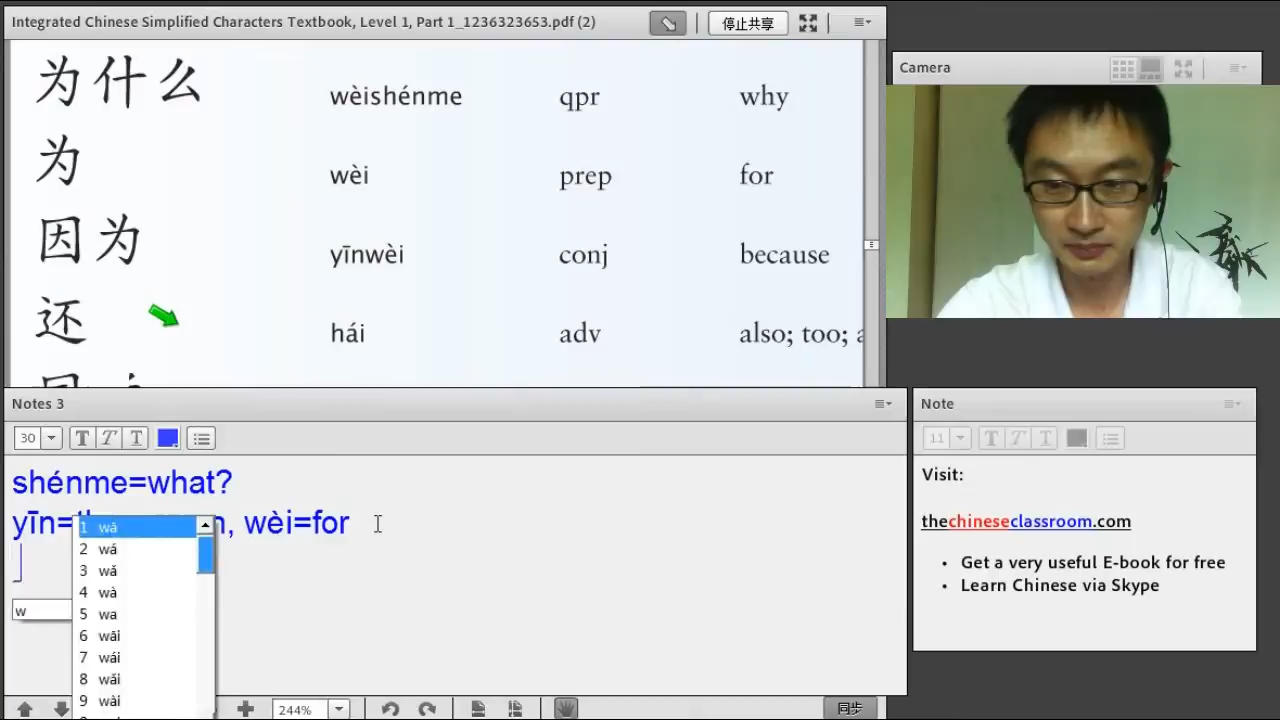 Integrated Chinese Simplified Characters Textbook, Level 1, Part 1_1236323653.pdf (2)
停止共享
为什么 wèishénme qpr why
为 wèi prep for
因为 yīnwèi conj because
还 hái adv also; too;
Camera
Notes 3
30 T T T
shénme=what?
yīn= n, wèi=for
w
1 wā
2 wá
3 wǎ
4 wà
5 wa
6 wāi
7 wái
8 wǎi
9 wài
244%
同步
Note
11 T T T
Visit:
thechineseclassroom.com
• Get a very useful E-book for free
• Learn Chinese via Skype